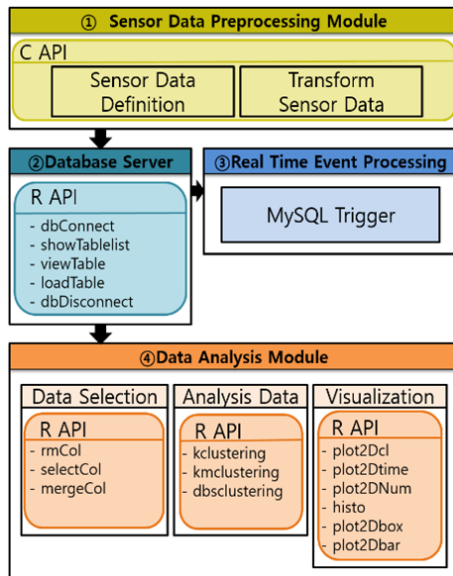 ① Sensor Data Preprocessing Module
C API
Sensor Data
Definition
Transform
Sensor Data
②Database Server
R API
- dbConnect
- showTablelist
- viewTable
- loadTable
- dbDisconnect
③Real Time Event Processing
MySQL Trigger
④Data Analysis Module
Data Selection
R API
- rmCol
- selectCol
- mergeCol
Analysis Data
R API
- kclustering
- kmclustering
- dbsclustering
Visualization
R API
- plot2Dcl
- plot2Dtime
- plot2DNum
- histo
- plot2Dbox
- plot2Dbar